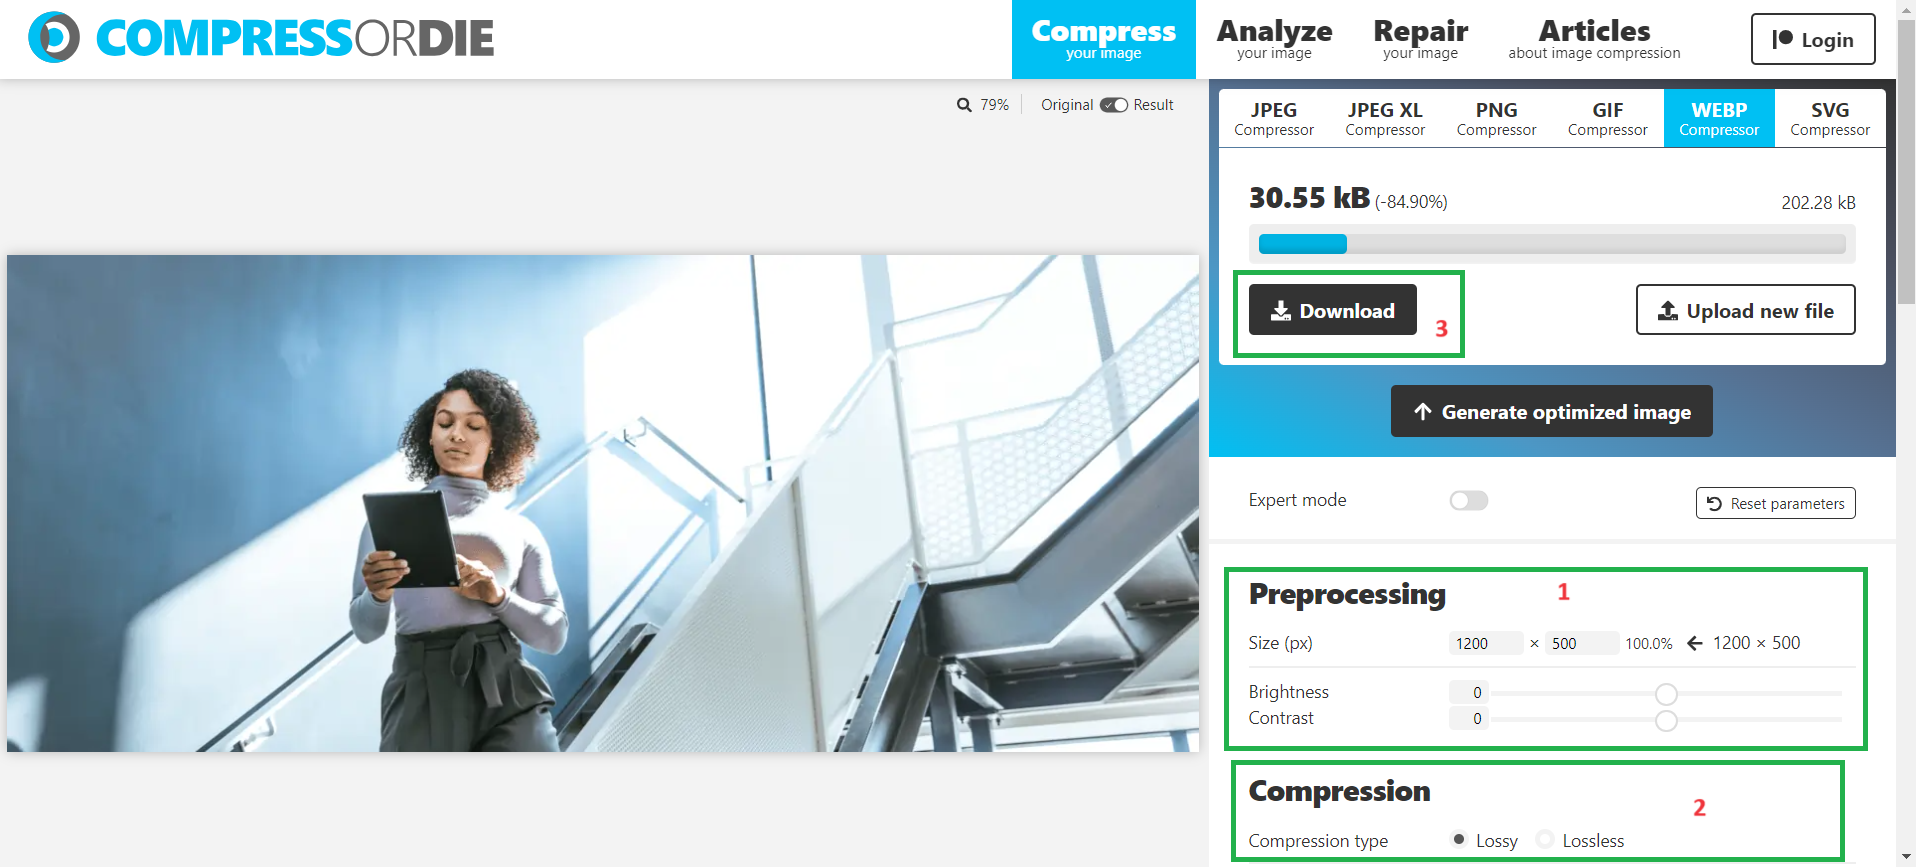 COMPRESSORDIE
Compress
your image
Analyze
your image
Repair
your image
Articles
about image compression
Login
79%
Original
Result
JPEG
Compressor
JPEG XL
Compressor
PNG
Compressor
GIF
Compressor
WEBP
Compressor
SVG
Compressor
30.55 kB (-84.90%)
202.28 kB
Download
3
Upload new file
Generate optimized image
Expert mode
Reset parameters
Preprocessing
1
Size (px) 1200 × 500 100.0% 1200 × 500
Brightness 0
Contrast 0
Compression
2
Compression type Lossy Lossless